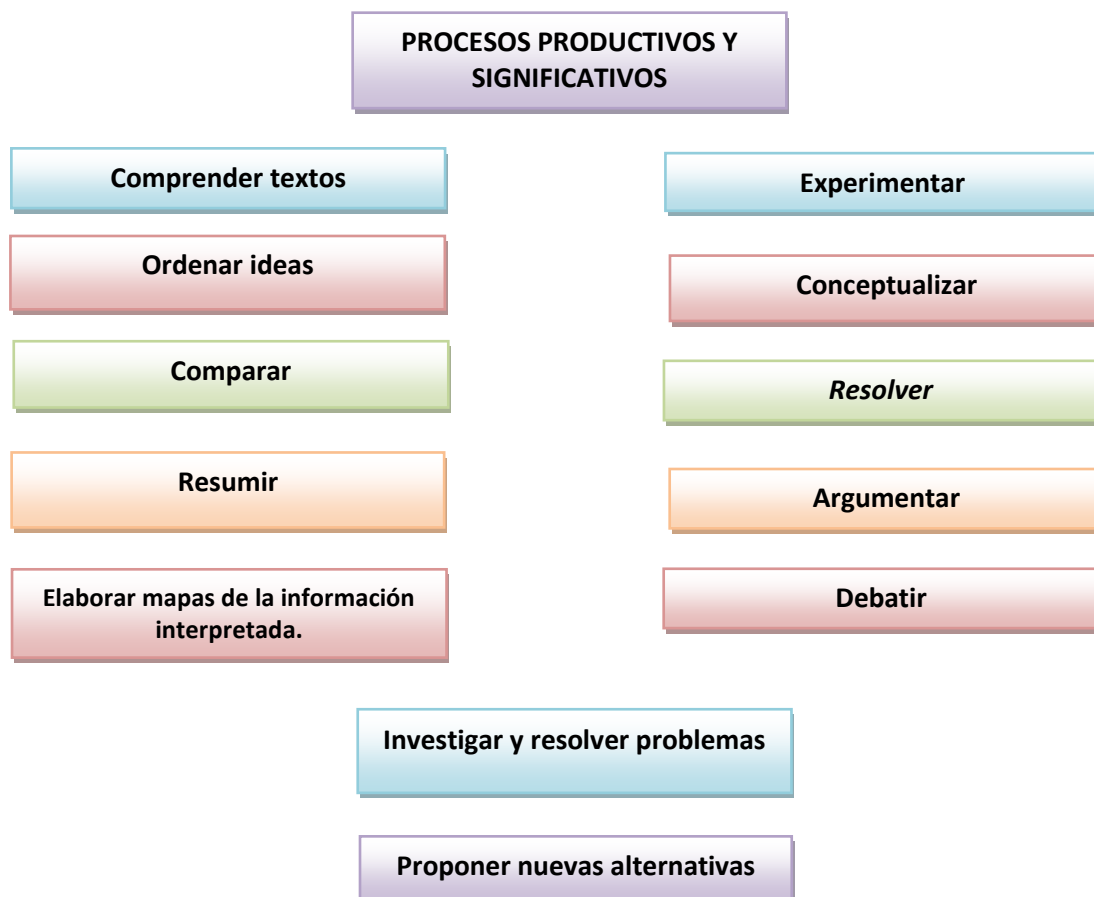 PROCESOS PRODUCTIVOS Y
SIGNIFICATIVOS
Comprender textos
Ordenar ideas
Comparar
Resumir
Elaborar mapas de la información
interpretada.
Experimentar
Conceptualizar
Resolver
Argumentar
Debatir
Investigar y resolver problemas
Proponer nuevas alternativas